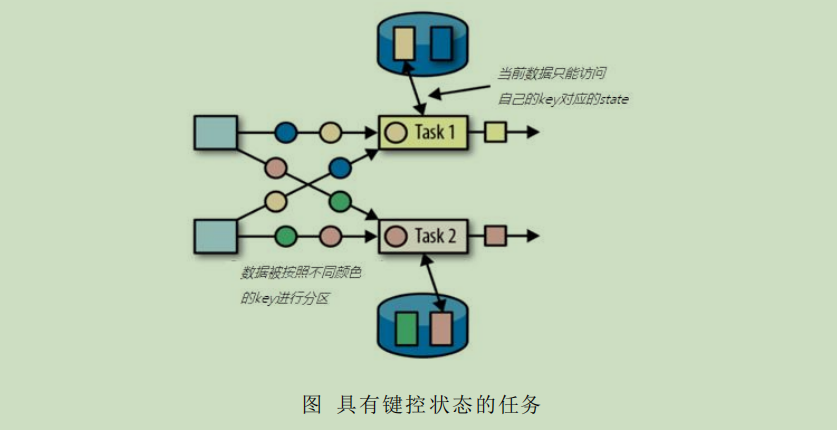 当前数据只能访问
自己的key对应的state
Task 1
Task 2
数据被按照不同颜色
的key进行分区
图 具有键控状态的任务